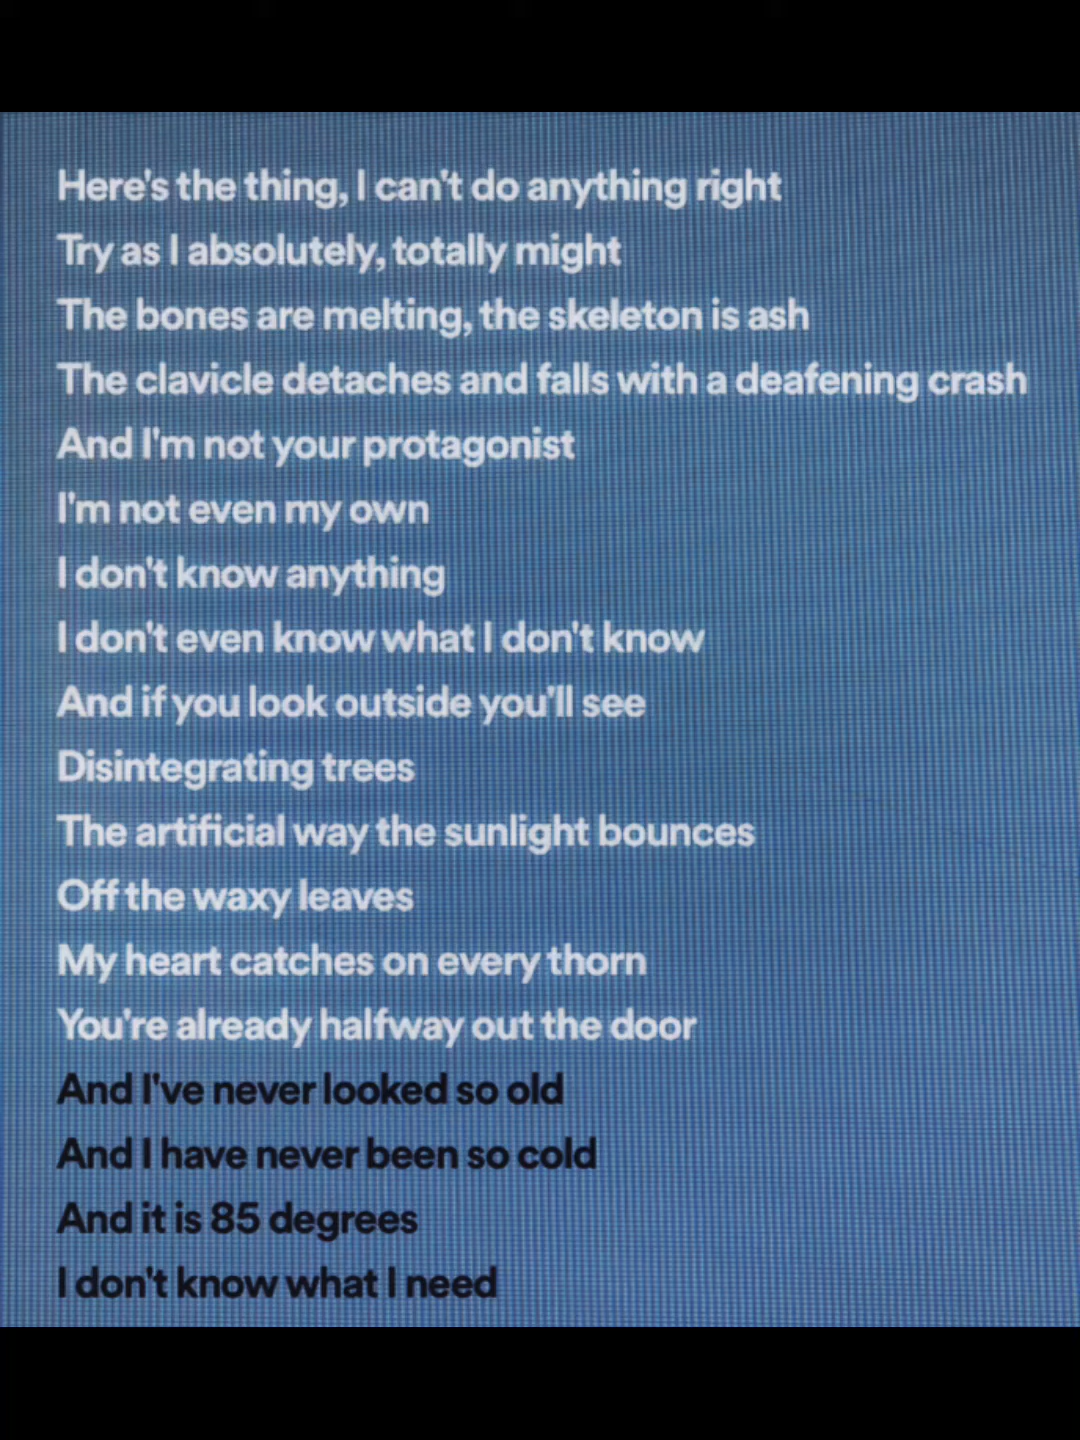 Here's the thing, I can't do anything right
Try as I absolutely, totally might
The bones are melting, the skeleton is ash
The clavicle detaches and falls with a deafening crash
And I'm not your protagonist
I'm not even my own
I don't know anything
I don't even know what I don't know
And if you look outside you'll see
Disintegrating trees
The artificial way the sunlight bounces
Off the waxy leaves
My heart catches on every thorn
You're already halfway out the door
And I've never looked so old
And I have never been so cold
And it is 85 degrees
I don't know what I need